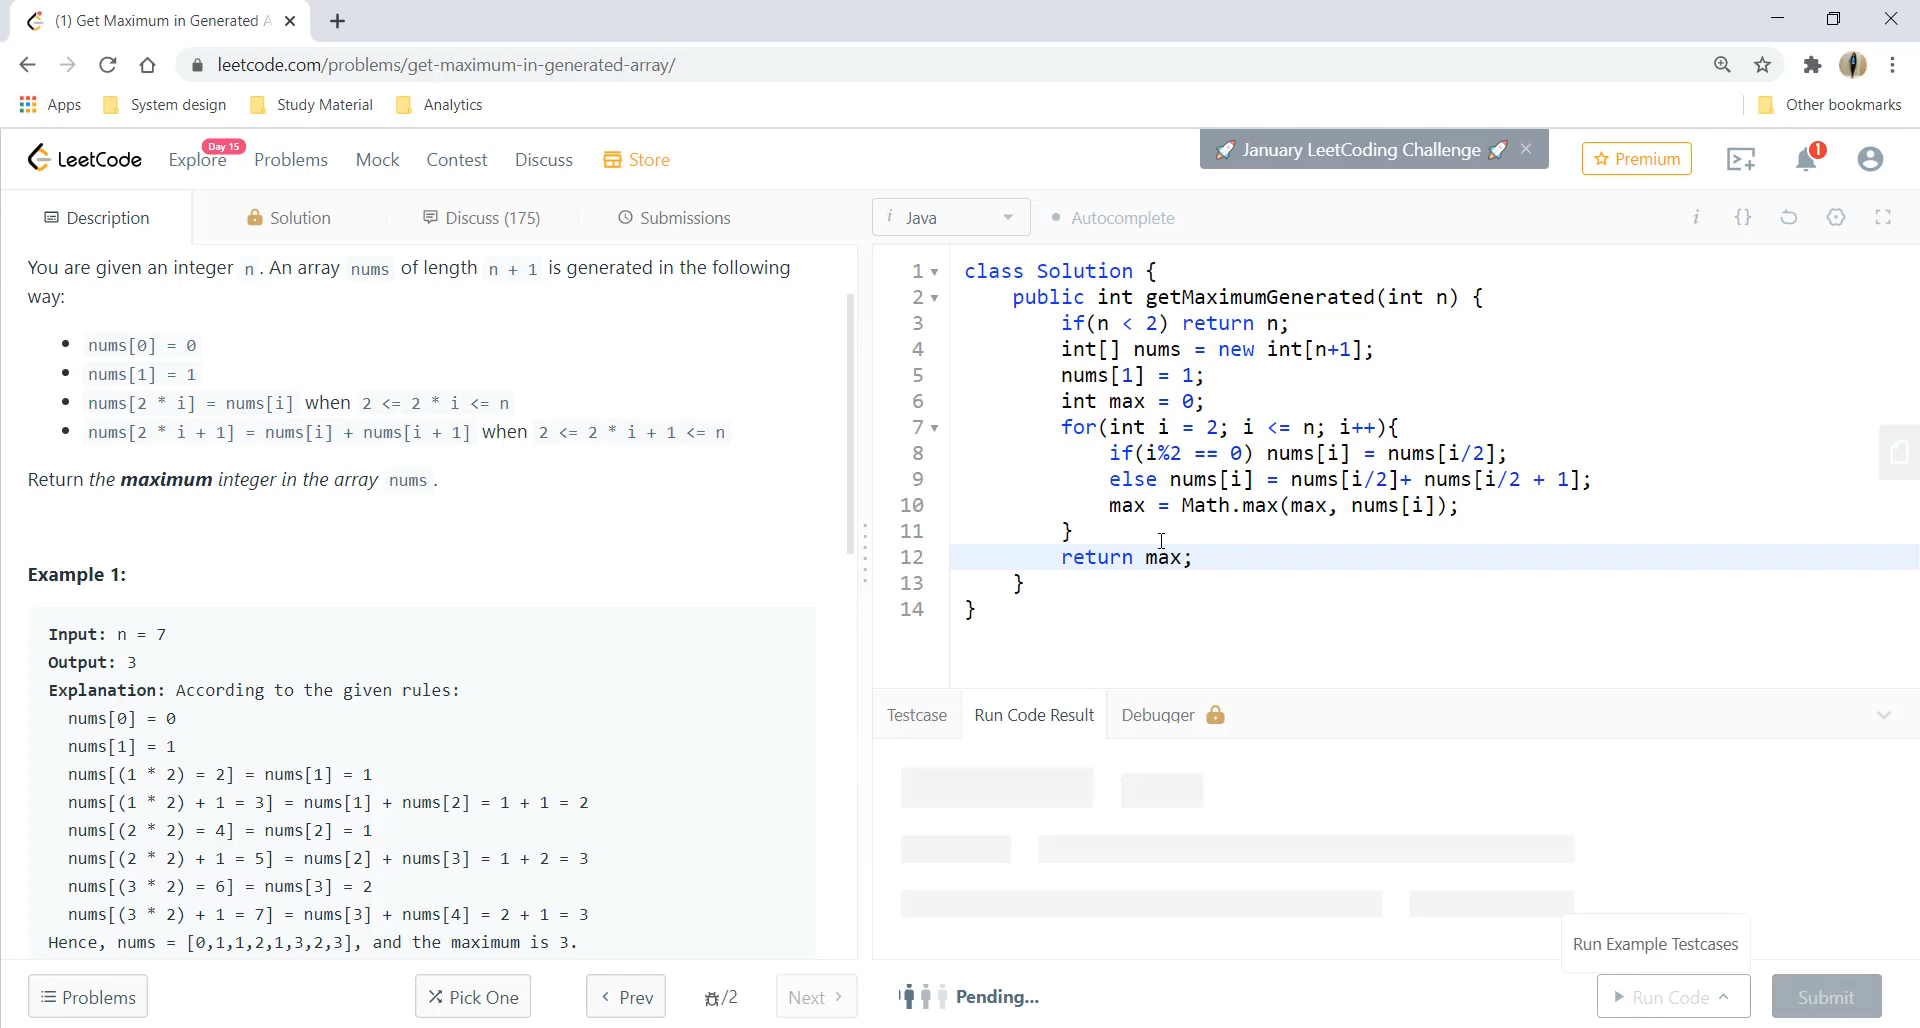 (1) Get Maximum in Generated A
leetcode.com/problems/get-maximum-in-generated-array/
Apps System design Study Material Analytics Other bookmarks
LeetCode Explore Day 15 Problems Mock Contest Discuss Store 🚀 January LeetCoding Challenge 🚀 Premium 1
Description Solution Discuss (175) Submissions
You are given an integer n. An array nums of length n + 1 is generated in the following
way:
nums[0] = 0
nums[1] = 1
nums[2 * i] = nums[i] when 2 <= 2 * i <= n
nums[2 * i + 1] = nums[i] + nums[i + 1] when 2 <= 2 * i + 1 <= n
Return the maximum integer in the array nums.
Example 1:
Input: n = 7
Output: 3
Explanation: According to the given rules:
nums[0] = 0
nums[1] = 1
nums[(1 * 2) = 2] = nums[1] = 1
nums[(1 * 2) + 1 = 3] = nums[1] + nums[2] = 1 + 1 = 2
nums[(2 * 2) = 4] = nums[2] = 1
nums[(2 * 2) + 1 = 5] = nums[2] + nums[3] = 1 + 2 = 3
nums[(3 * 2) = 6] = nums[3] = 2
nums[(3 * 2) + 1 = 7] = nums[3] + nums[4] = 2 + 1 = 3
Hence, nums = [0,1,1,2,1,3,2,3], and the maximum is 3.
Problems Pick One Prev /2 Next
i Java Autocomplete i {}
1 class Solution {
2 public int getMaximumGenerated(int n) {
3 if(n < 2) return n;
4 int[] nums = new int[n+1];
5 nums[1] = 1;
6 int max = 0;
7 for(int i = 2; i <= n; i++){
8 if(i%2 == 0) nums[i] = nums[i/2];
9 else nums[i] = nums[i/2]+ nums[i/2 + 1];
10 max = Math.max(max, nums[i]);
11 }
12 return max;
13 }
14 }
Testcase Run Code Result Debugger
Run Example Testcases
Pending... Run Code Submit